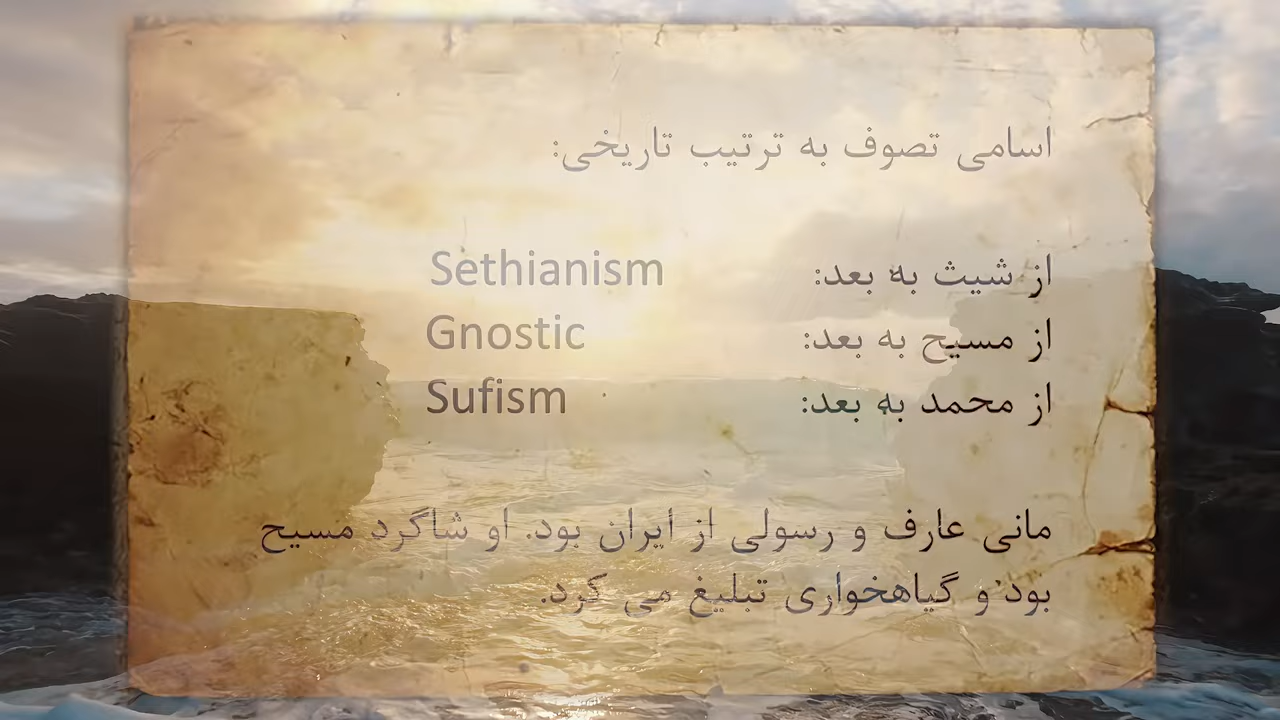 اسامی تصوف به ترتیب تاریخی:
از شیث به بعد: Sethianism
از مسیح به بعد: Gnostic
از محمد به بعد: Sufism
مانی عارف و رسولی از ایران بود. او شاگرد مسیح
بود و گیاهخواری تبلیغ می کرد.